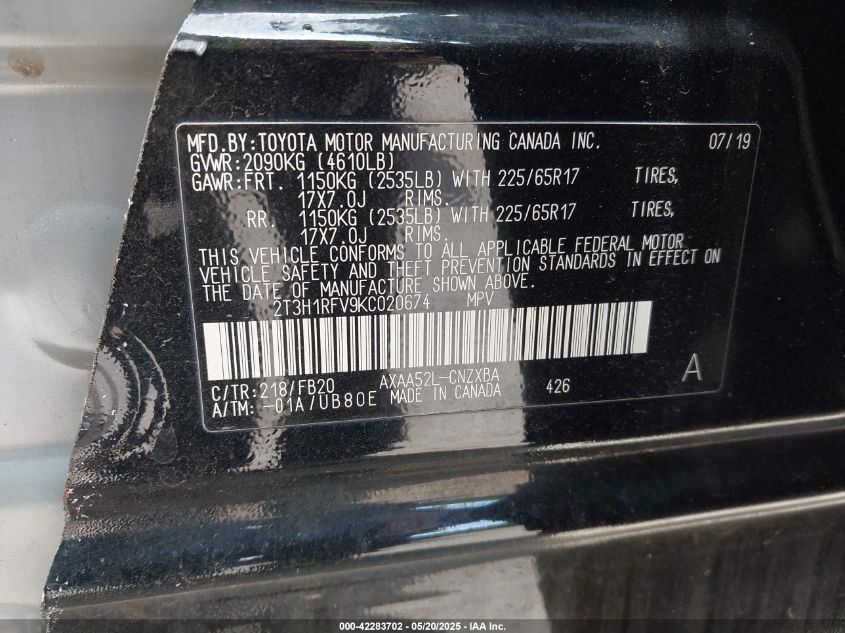 MFD.BY:TOYOTA MOTOR MANUFACTURING CANADA INC. 07/19
GVWR:2090KG (4610LB)
GAWR:FRT. 1150KG (2535LB) WITH 225/65R17 TIRES,
17X7.0J RIMS.
RR. 1150KG (2535LB) WITH 225/65R17 TIRES,
17X7.0J RIMS.
THIS VEHICLE CONFORMS TO ALL APPLICABLE FEDERAL MOTOR
VEHICLE SAFETY AND THEFT PREVENTION STANDARDS IN EFFECT ON
THE DATE OF MANUFACTURE SHOWN ABOVE.
2T3H1RFV9KC020674 MPV
C/TR:218/FB20 AXAA52L-CNZXBA 426 A
A/TM:-01A/UB80E MADE IN CANADA
000-42283702 - 05/20/2025 - IAA Inc.